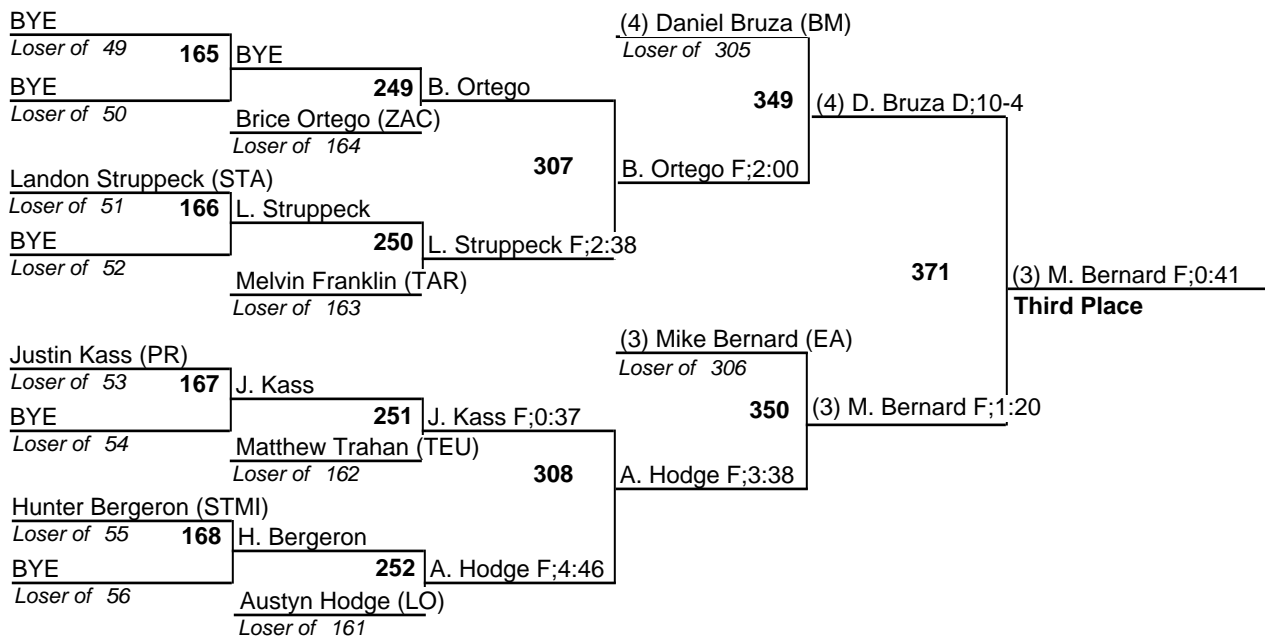 BYE
Loser of 49
165
BYE
BYE
Loser of 50
249
B. Ortego
Brice Ortego (ZAC)
Loser of 164
307
Landon Struppeck (STA)
Loser of 51
166
L. Struppeck
BYE
Loser of 52
250
L. Struppeck F;2:38
Melvin Franklin (TAR)
Loser of 163
(4) Daniel Bruza (BM)
Loser of 305
349
(4) D. Bruza D;10-4
B. Ortego F;2:00
371
(3) M. Bernard F;0:41
Third Place
Justin Kass (PR)
Loser of 53
167
J. Kass
BYE
Loser of 54
251
J. Kass F;0:37
Matthew Trahan (TEU)
Loser of 162
308
Hunter Bergeron (STMI)
Loser of 55
168
H. Bergeron
BYE
Loser of 56
252
A. Hodge F;4:46
Austyn Hodge (LO)
Loser of 161
(3) Mike Bernard (EA)
Loser of 306
350
(3) M. Bernard F;1:20
A. Hodge F;3:38